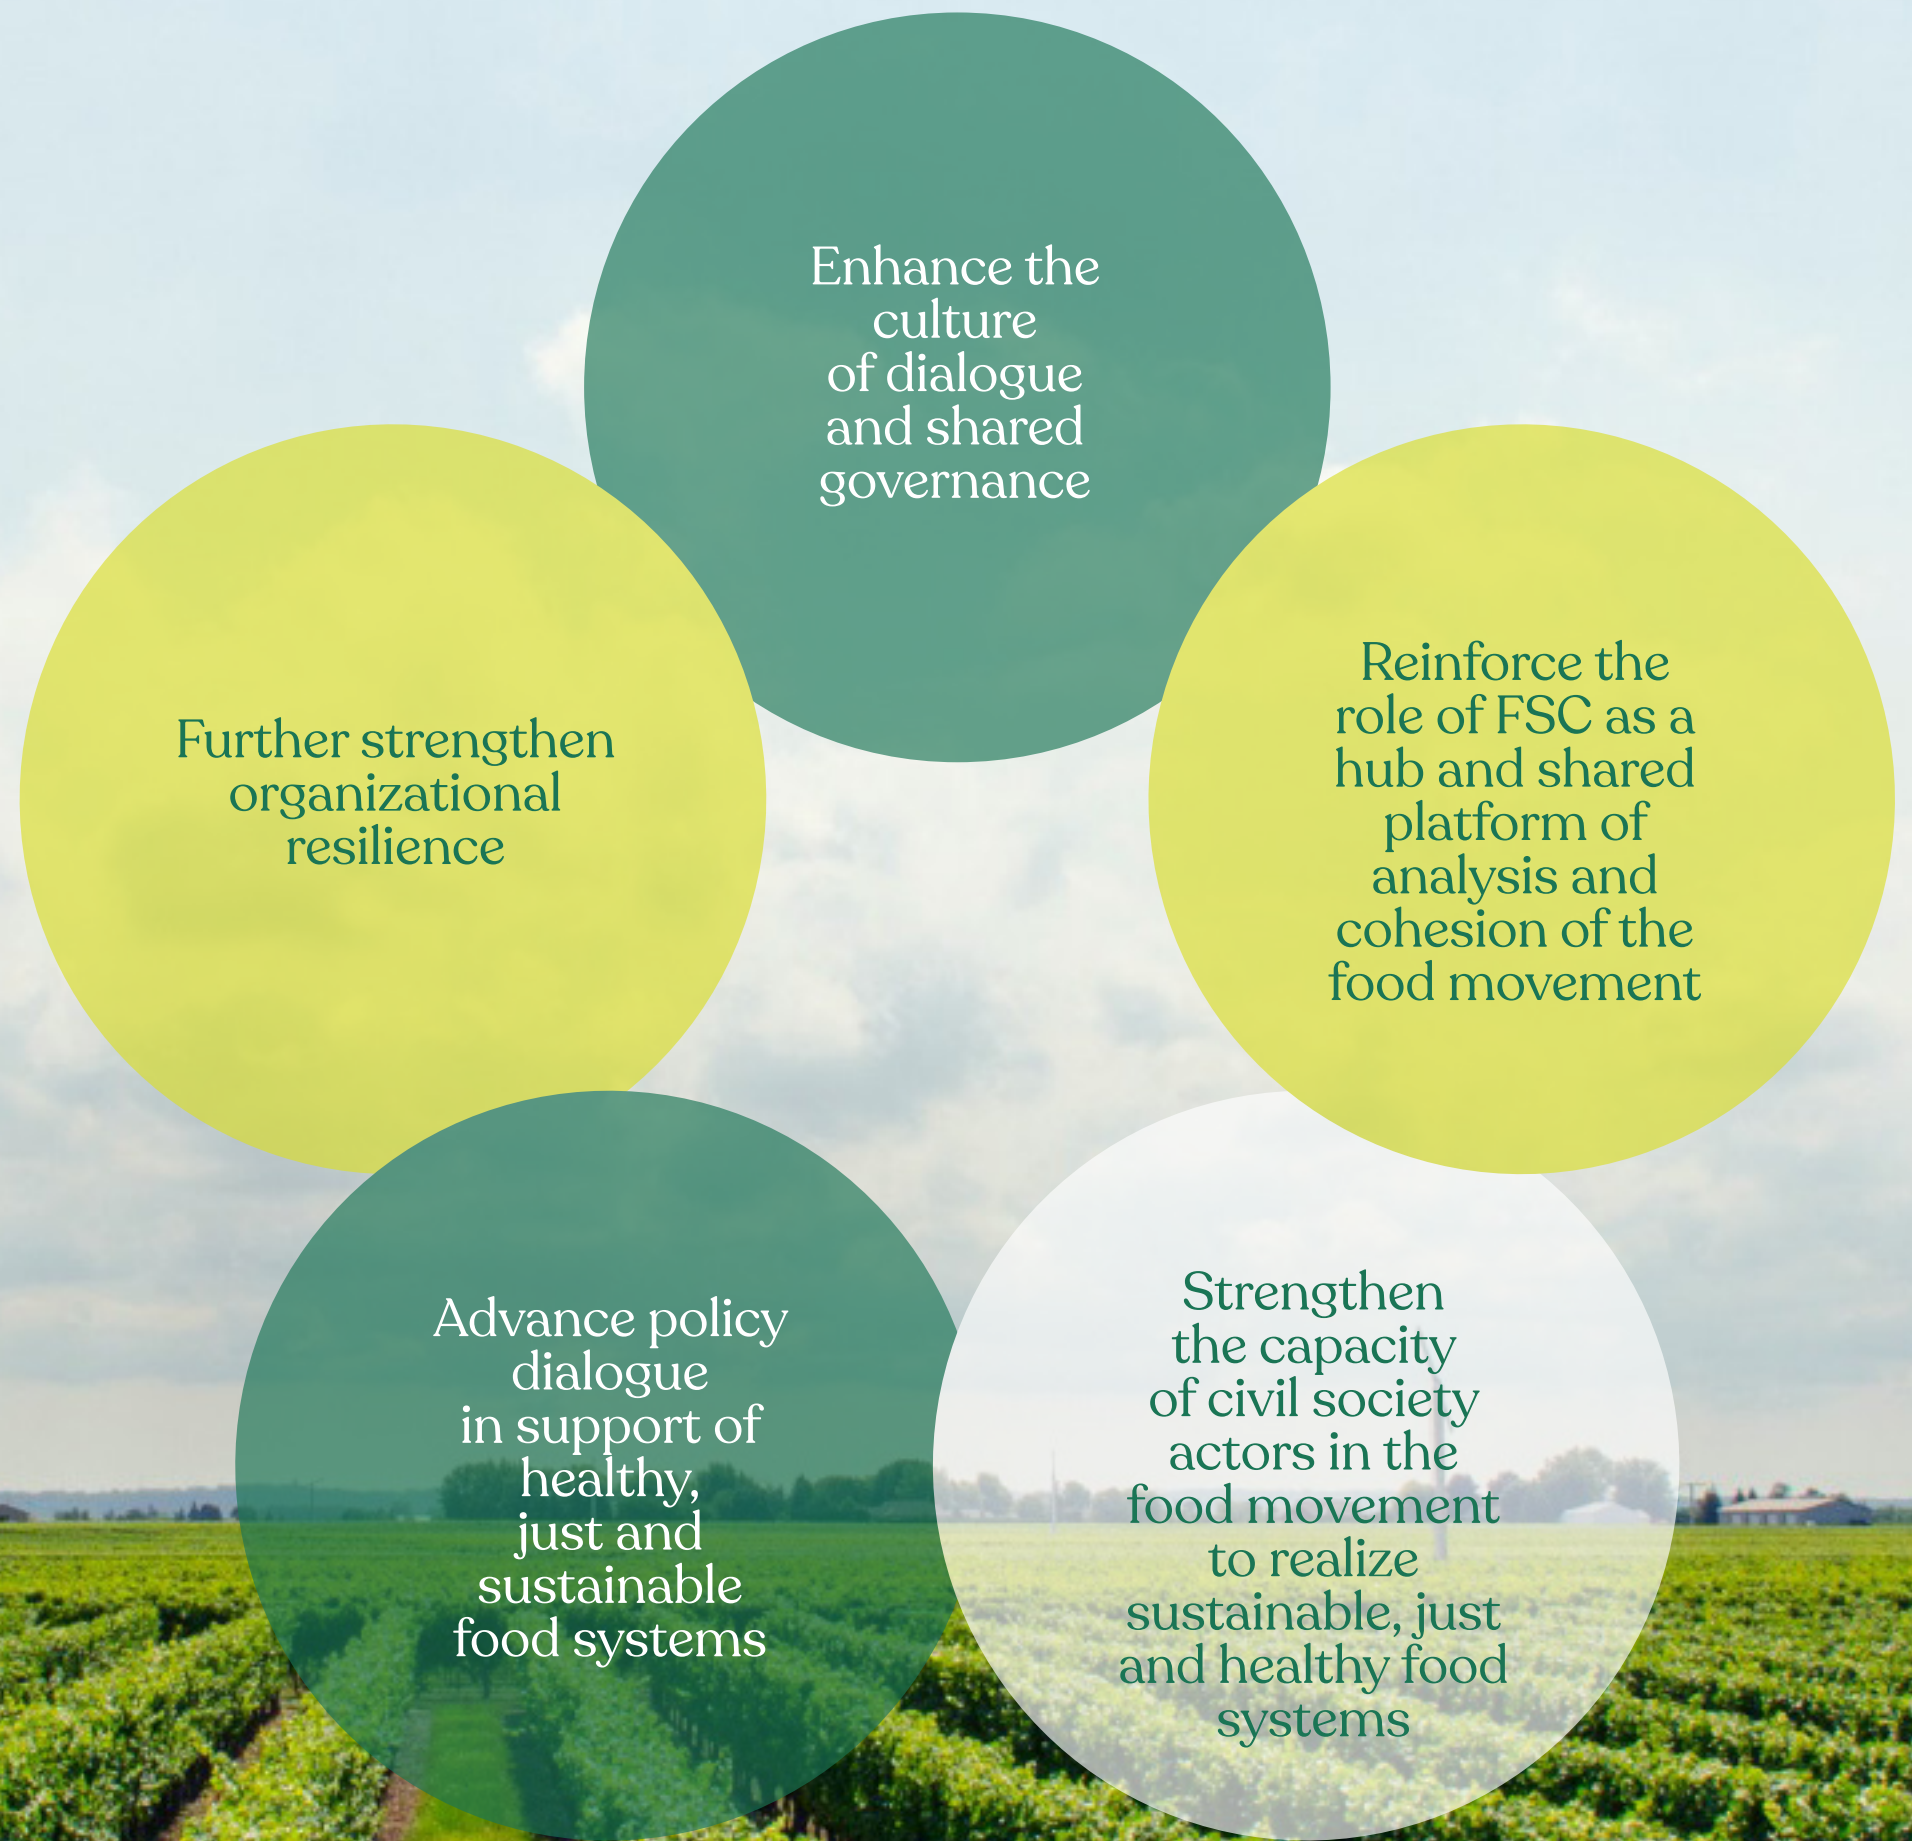 Enhance the
culture
of dialogue
and shared
governance
Further strengthen
organizational
resilience
Reinforce the
role of FSC as a
hub and shared
platform of
analysis and
cohesion of the
food movement
Advance policy
dialogue
in support of
healthy,
just and
sustainable
food systems
Strengthen
the capacity
of civil society
actors in the
food movement
to realize
sustainable, just
and healthy food
systems